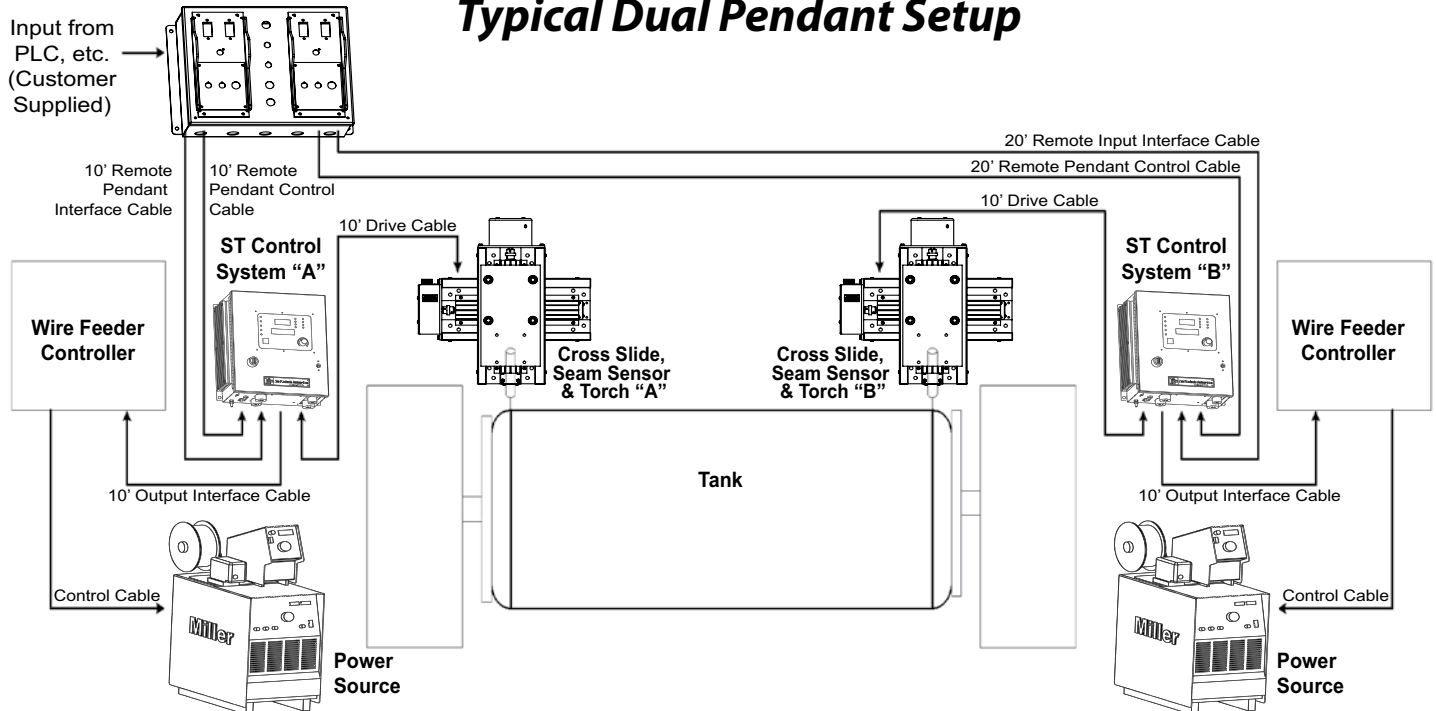 Typical Dual Pendant Setup
Input from
PLC, etc.
(Customer
Supplied)
20’ Remote Input Interface Cable
20’ Remote Pendant Control Cable
10’ Remote
Pendant
Interface Cable
10’ Remote
Pendant Control
Cable
10’ Drive Cable
10’ Drive Cable
ST Control
System “A”
ST Control
System “B”
Wire Feeder
Controller
Wire Feeder
Controller
Cross Slide,
Seam Sensor
& Torch “A”
Cross Slide,
Seam Sensor
& Torch “B”
Tank
10’ Output Interface Cable
10’ Output Interface Cable
Control Cable
Control Cable
Miller
Miller
Power
Source
Power
Source